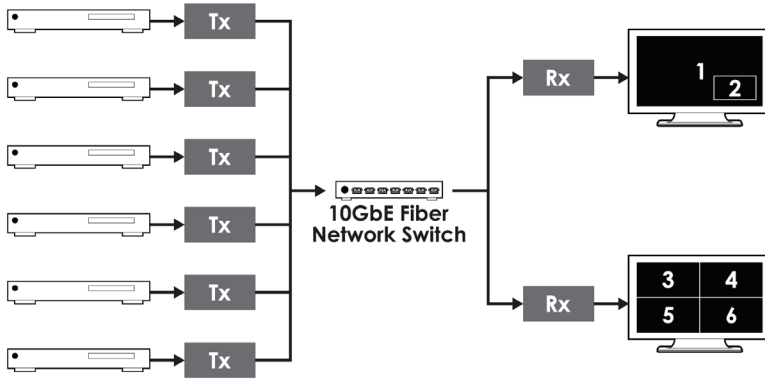 Tx
Tx
Tx
Tx
Tx
Tx
10GbE Fiber
Network Switch
Rx
1
2
Rx
3 4
5 6